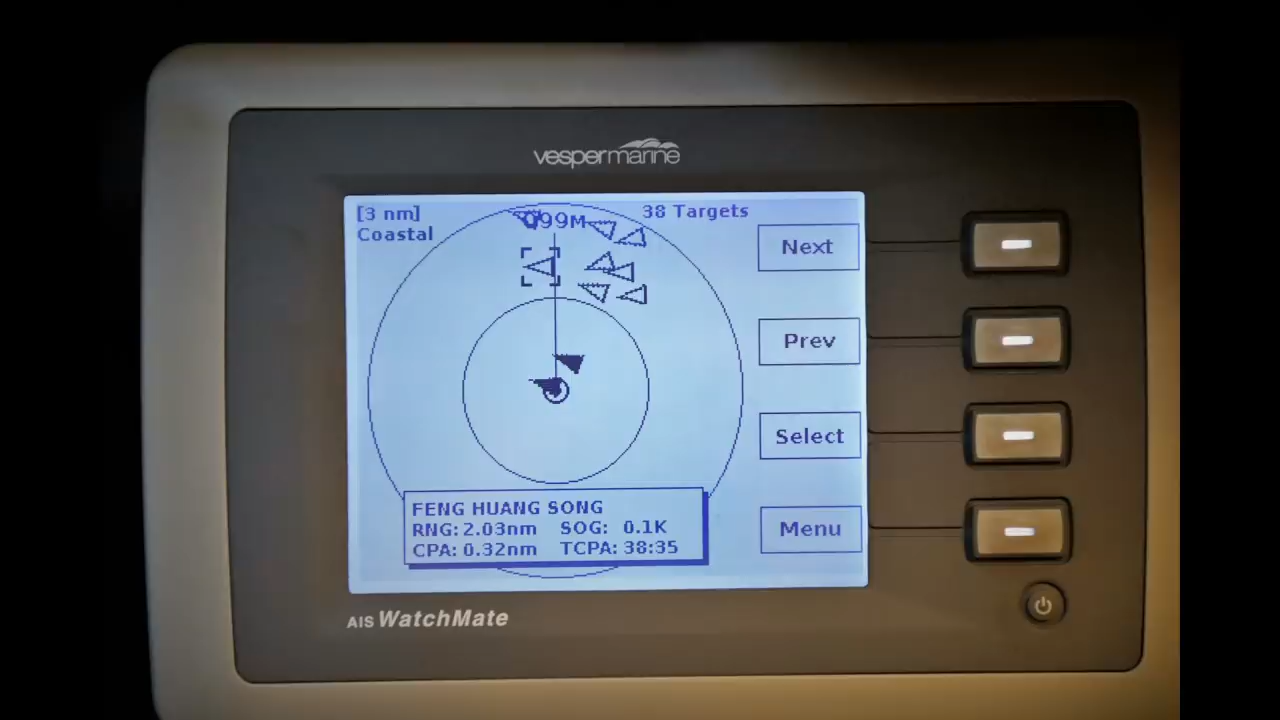 vespermarine
[3 nm]
Coastal
099M
38 Targets
Next
Prev
Select
Menu
FENG HUANG SONG
RNG: 2.03nm SOG: 0.1K
CPA: 0.32nm TCPA: 38:35
AIS WatchMate